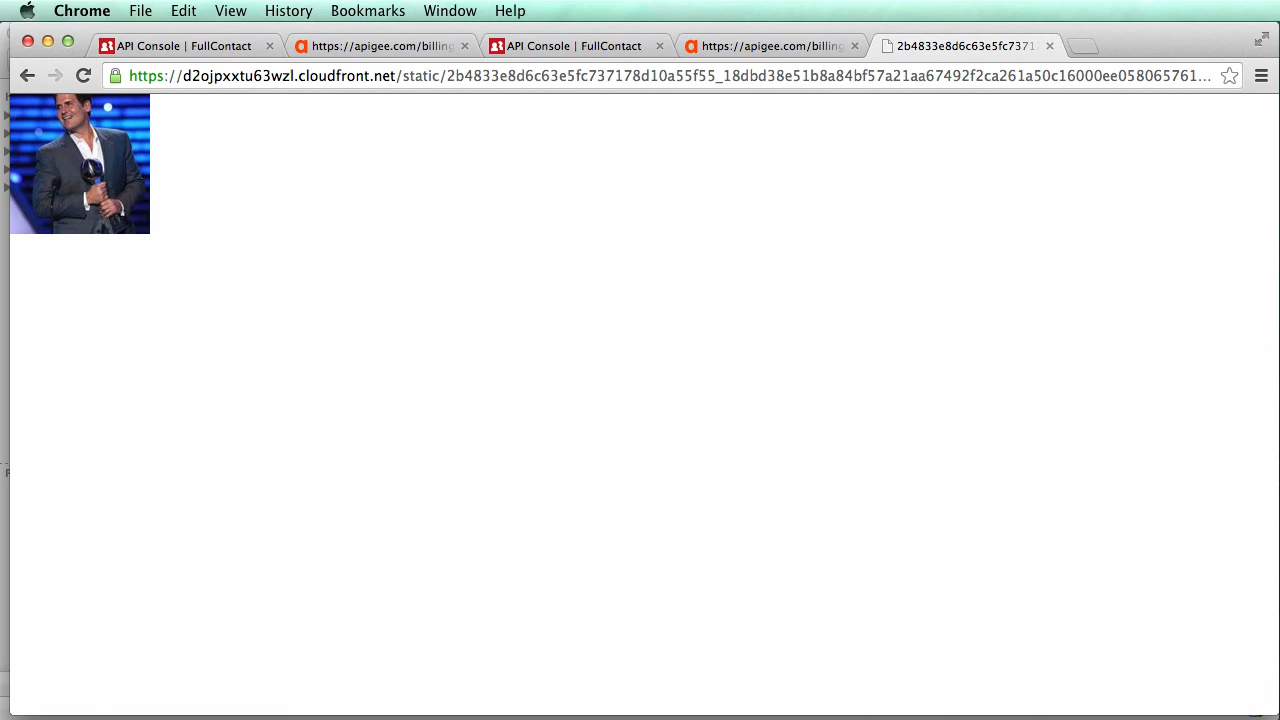 Chrome File Edit View History Bookmarks Window Help
API Console | FullContact https://apigee.com/billing API Console | FullContact https://apigee.com/billing 2b4833e8d6c63e5fc7371
https://d2ojpxxtu63wzl.cloudfront.net/static/2b4833e8d6c63e5fc737178d10a55f55_18dbd33e51b3a84bf57a21aa67492f2ca261a50c16000ee058065761...